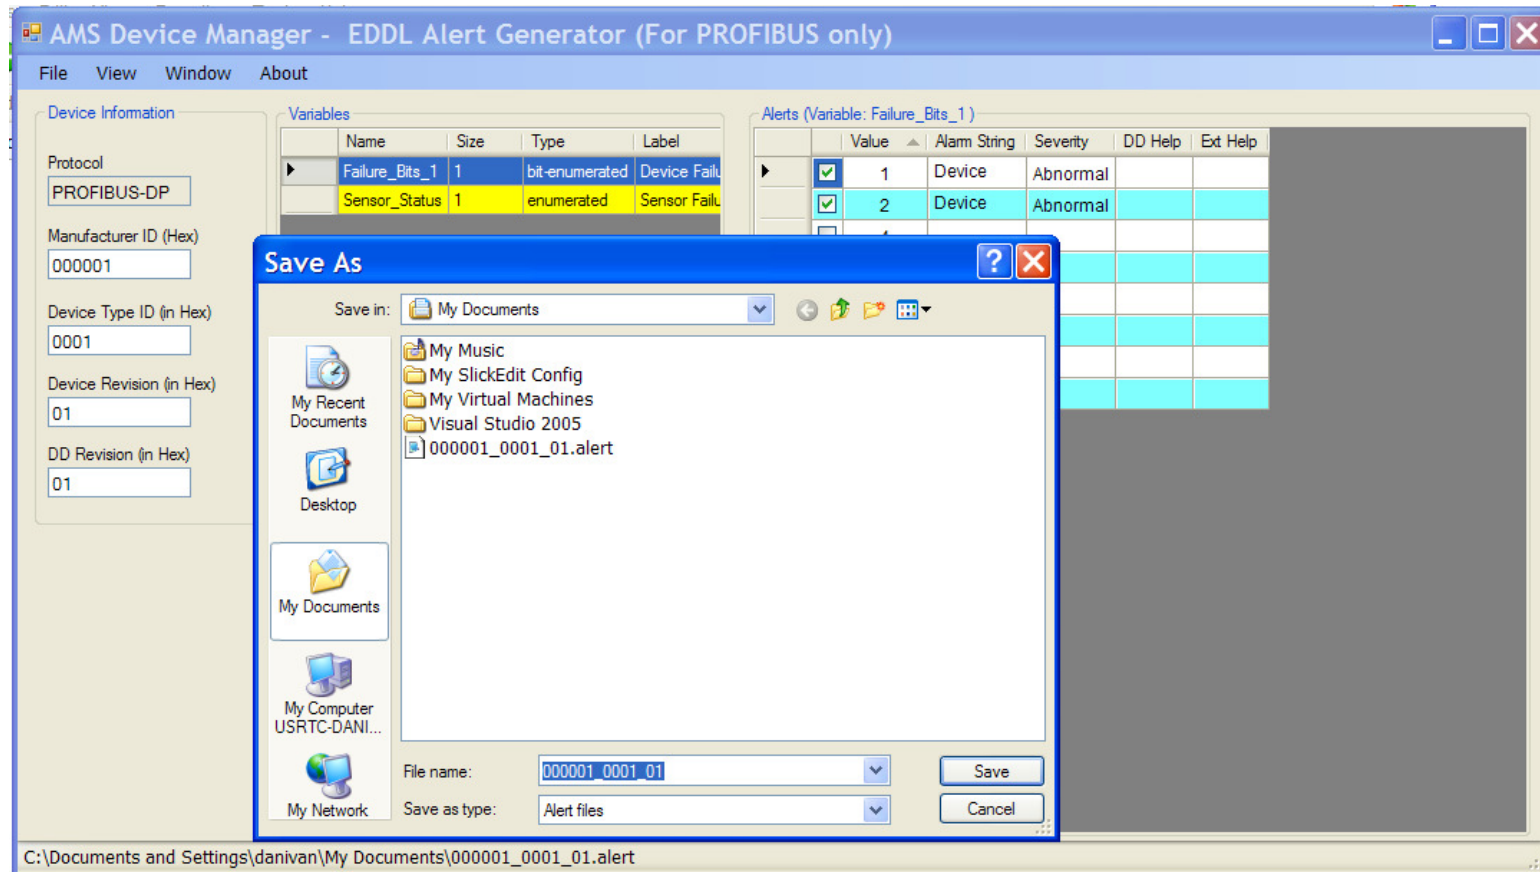 AMS Device Manager - EDDL Alert Generator (For PROFIBUS only)
File View Window About
Device Information
Protocol
PROFIBUS-DP
Manufacturer ID (Hex)
000001
Device Type ID (in Hex)
0001
Device Revision (in Hex)
01
DD Revision (in Hex)
01
Variables
Name Size Type Label
Failure_Bits_1 1 bit-enumerated Device Failu
Sensor_Status 1 enumerated Sensor Failu
Alerts (Variable: Failure_Bits_1 )
Value Alarm String Severity DD Help Ext Help
1 Device Abnormal
2 Device Abnormal
Save As
Save in: My Documents
My Recent
Documents
Desktop
My Documents
My Computer
USRTC-DANI...
My Network
My Music
My SlickEdit Config
My Virtual Machines
Visual Studio 2005
000001_0001_01.alert
File name: 000001_0001_01
Save
Save as type: Alert files
Cancel
C:\Documents and Settings\danivan\My Documents\000001_0001_01.alert